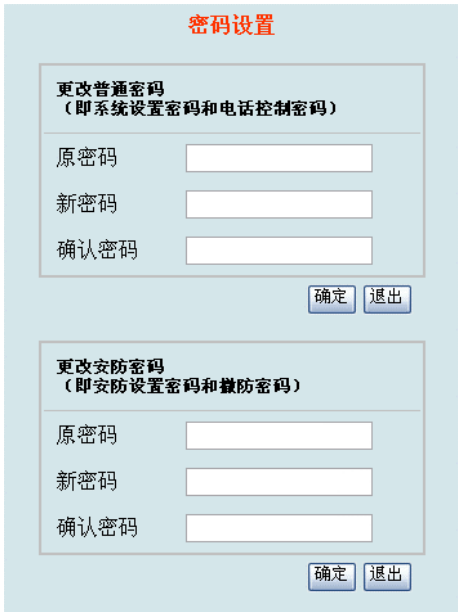 密码设置
更改普通密码
（即系统设置密码和电话控制密码）
原密码
新密码
确认密码
确定 退出
更改安防密码
（即安防设置密码和撤防密码）
原密码
新密码
确认密码
确定 退出